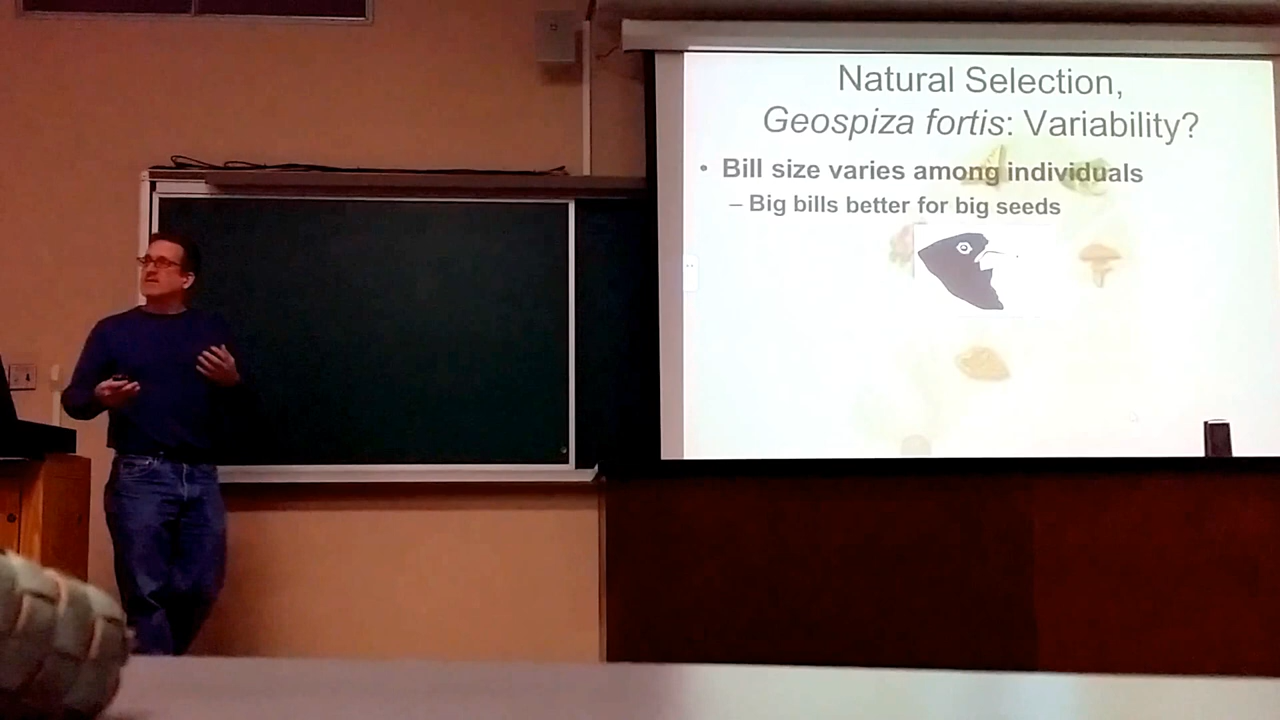 Natural Selection,
Geospiza fortis: Variability?
• Bill size varies among individuals
– Big bills better for big seeds